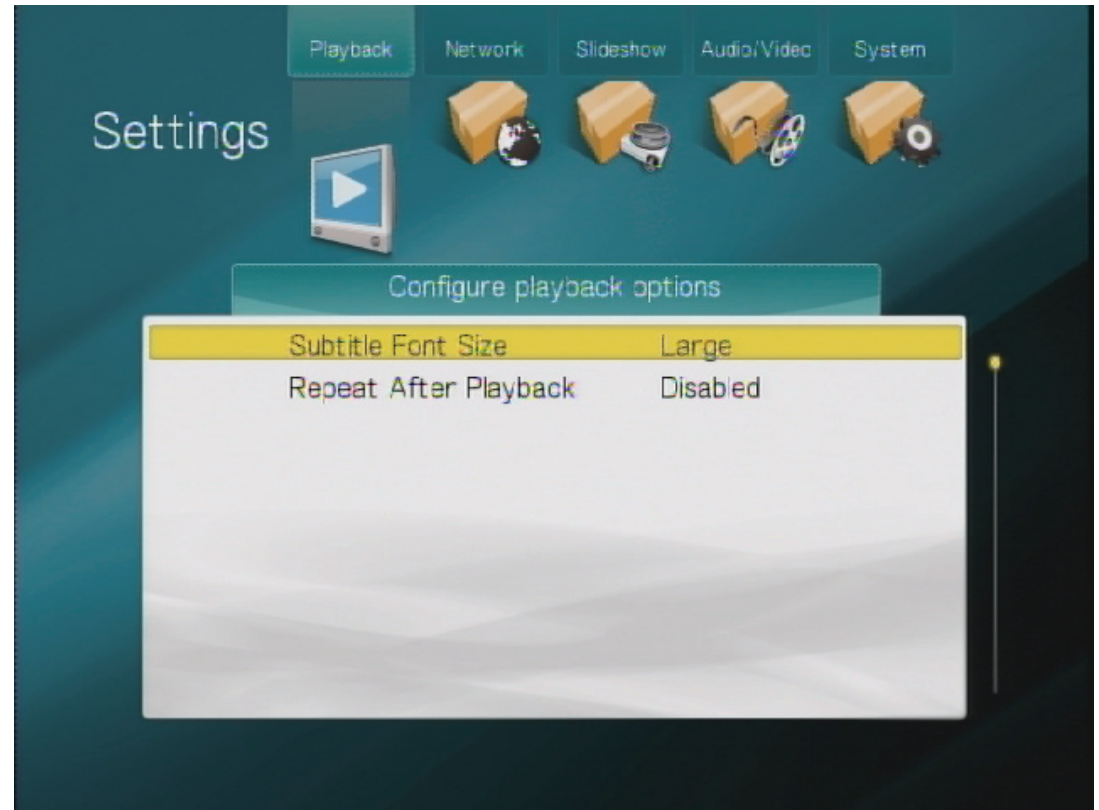 Playback Network Slideshow Audio/Video System
Settings
Configure playback options
Subtitle Font Size Large
Repeat After Playback Disabled